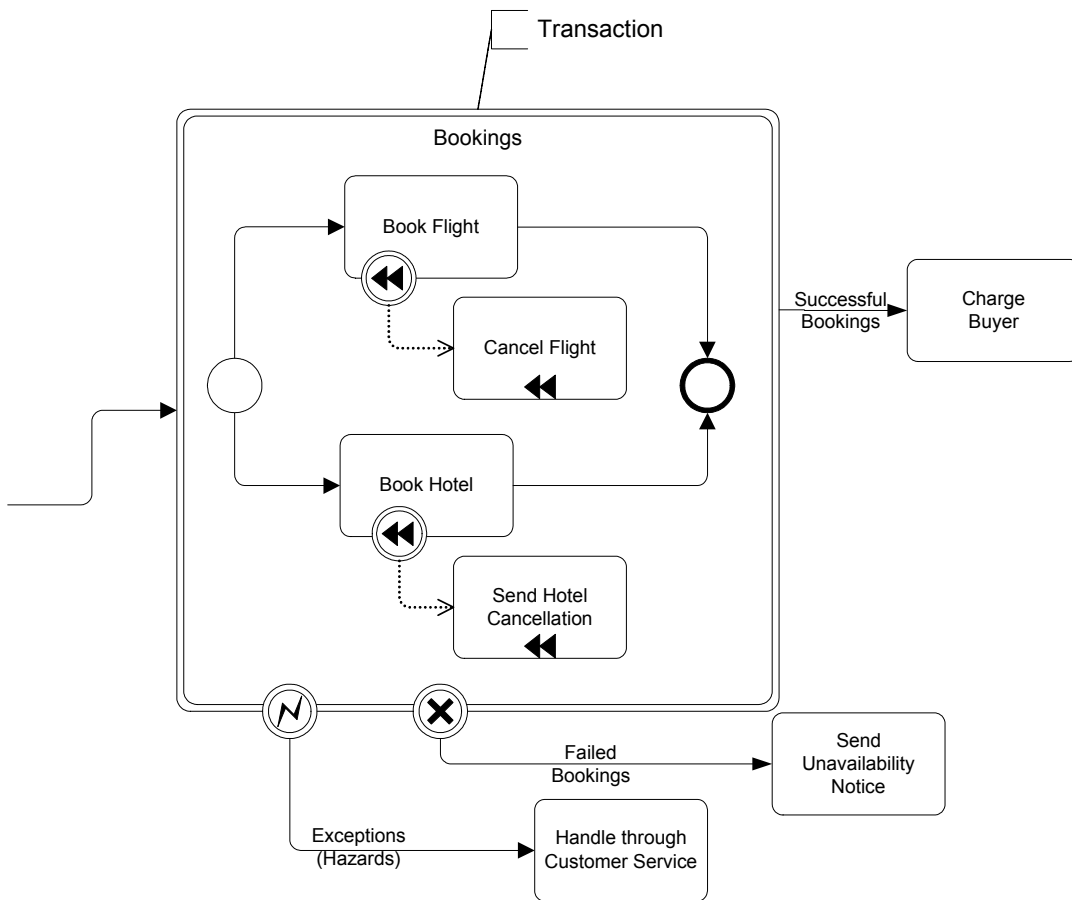 Transaction
Bookings
Book Flight
Cancel Flight
Successful
Bookings
Charge
Buyer
Book Hotel
Send Hotel
Cancellation
Failed
Bookings
Send
Unavailability
Notice
Exceptions
(Hazards)
Handle through
Customer Service